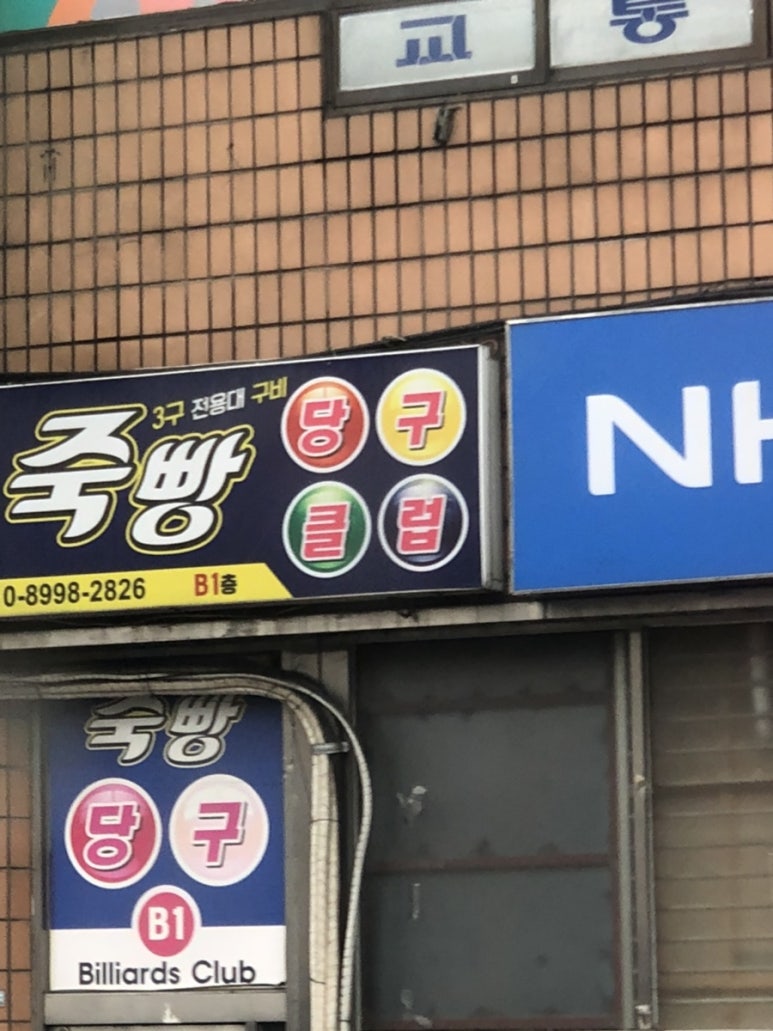 교통
3구 전용대 구비
죽빵
당구
클럽
0-8998-2826 B1층
NH
죽빵
당구
B1
Billiards Club